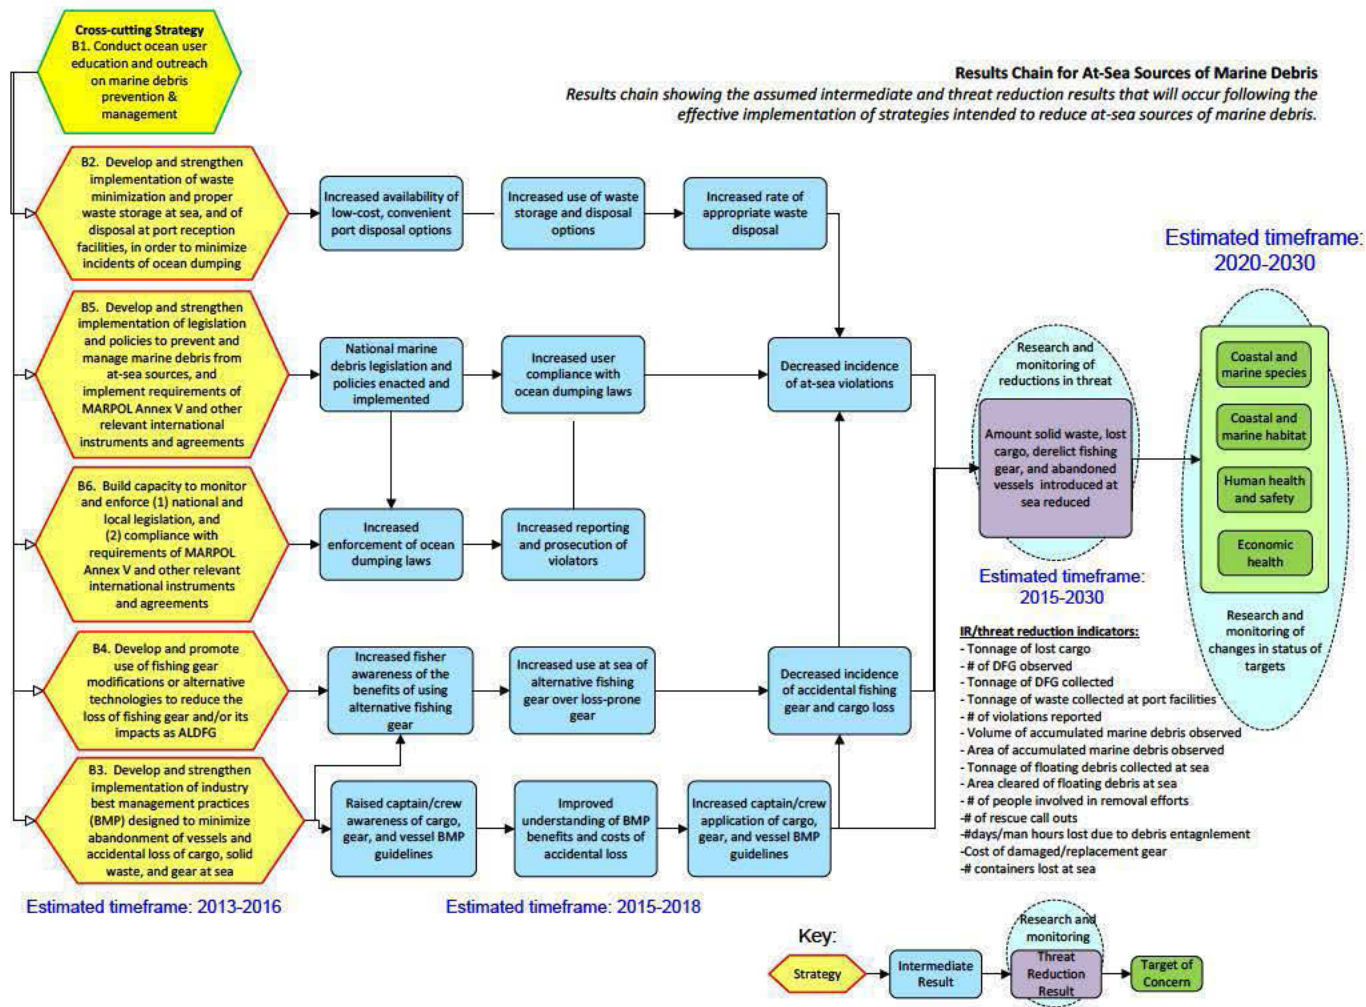 Cross-cutting Strategy
B1. Conduct ocean user
education and outreach
on marine debris
prevention &
management
Results Chain for At-Sea Sources of Marine Debris
Results chain showing the assumed intermediate and threat reduction results that will occur following the
effective implementation of strategies intended to reduce at-sea sources of marine debris.
B2. Develop and strengthen
implementation of waste
minimization and proper
waste storage at sea, and of
disposal at port reception
facilities, in order to minimize
incidents of ocean dumping
Increased availability of
low-cost, convenient
port disposal options
Increased use of waste
storage and disposal
options
Increased rate of
appropriate waste
disposal
B5. Develop and strengthen
implementation of legislation
and policies to prevent and
manage marine debris from
at-sea sources, and
implement requirements of
MARPOL Annex V and other
relevant international
instruments and agreements
National marine
debris legislation and
policies enacted and
implemented
Increased user
compliance with
ocean dumping laws
Decreased incidence
of at-sea violations
B6. Build capacity to monitor
and enforce (1) national and
local legislation, and
(2) compliance with
requirements of MARPOL
Annex V and other relevant
international instruments
and agreements
Increased
enforcement of ocean
dumping laws
Increased reporting
and prosecution of
violators
B4. Develop and promote
use of fishing gear
modifications or alternative
technologies to reduce the
loss of fishing gear and/or its
impacts as ALDFG
Increased fisher
awareness of the
benefits of using
alternative fishing
gear
Increased use at sea of
alternative fishing
gear over loss-prone
gear
Decreased incidence
of accidental fishing
gear and cargo loss
B3. Develop and strengthen
implementation of industry
best management practices
(BMP) designed to minimize
abandonment of vessels and
accidental loss of cargo, solid
waste, and gear at sea
Raised captain/crew
awareness of cargo,
gear, and vessel BMP
guidelines
Improved
understanding of BMP
benefits and costs of
accidental loss
Increased captain/crew
application of cargo,
gear, and vessel BMP
guidelines
Estimated timeframe: 2013-2016
Estimated timeframe: 2015-2018
Research and
monitoring of
reductions in threat
Amount solid waste, lost
cargo, derelict fishing
gear, and abandoned
vessels introduced at
sea reduced
Estimated timeframe:
2015-2030
Estimated timeframe:
2020-2030
Coastal and
marine species
Coastal and
marine habitat
Human health
and safety
Economic
health
Research and
monitoring of
changes in status of
targets
IR/threat reduction indicators:
- Tonnage of lost cargo
- # of DFG observed
- Tonnage of DFG collected
- Tonnage of waste collected at port facilities
- # of violations reported
- Volume of accumulated marine debris observed
- Area of accumulated marine debris observed
- Tonnage of floating debris collected at sea
- Area cleared of floating debris at sea
- # of people involved in removal efforts
-# of rescue call outs
-#days/man hours lost due to debris entagnlement
-Cost of damaged/replacement gear
-# containers lost at sea
Key:
Strategy
Intermediate
Result
Research and
monitoring
Threat
Reduction
Result
Target of
Concern